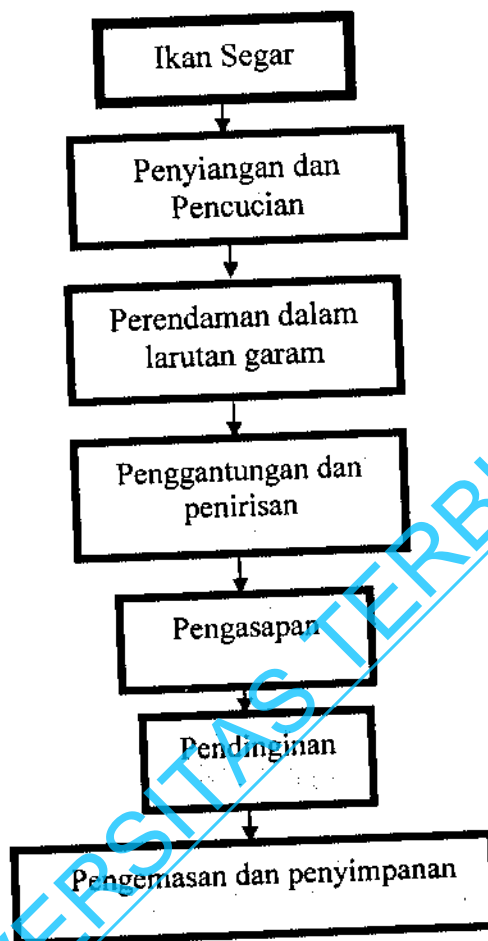 Ikan Segar
Penyiangan dan
Pencucian
Perendaman dalam
larutan garam
Penggantungan dan
penirisan
Pengasapan
Pendinginan
Pengemasan dan penyimpanan